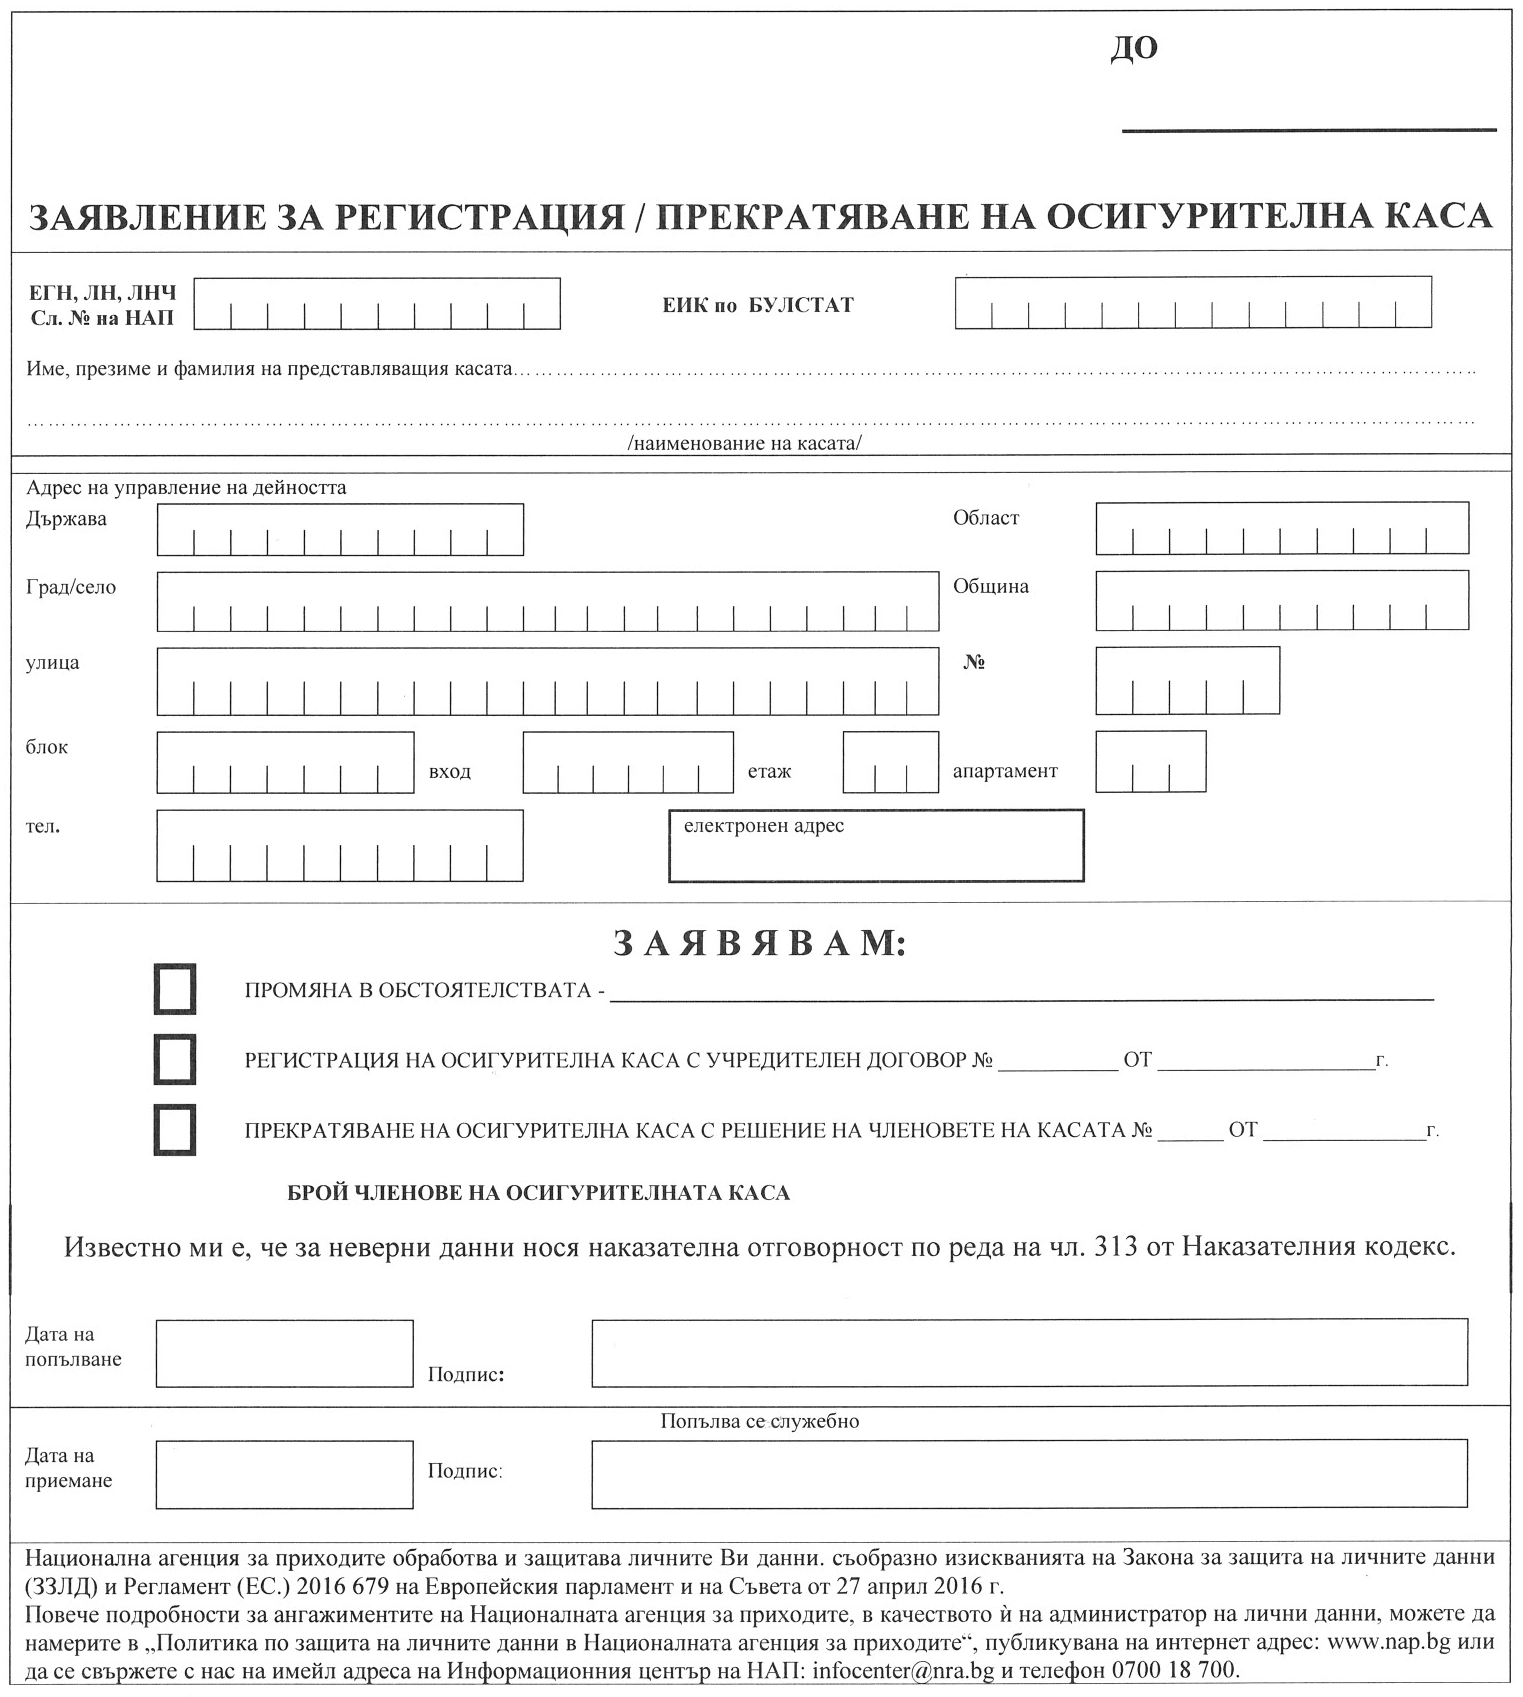 ДО
ЗАЯВЛЕНИЕ ЗА РЕГИСТРАЦИЯ / ПРЕКРАТЯВАНЕ НА ОСИГУРИТЕЛНА КАСА
ЕГН, ЛН, ЛНЧ
Сл. № на НАП
ЕИК по БУЛСТАТ
Име, презиме и фамилия на представляващия касата
/наименование на касата/
Адрес на управление на дейността
Държава Област
Град/село Община
улица №
блок вход етаж апартамент
тел. електронен адрес
З А Я В Я В А М:
ПРОМЯНА В ОБСТОЯТЕЛСТВАТА -
РЕГИСТРАЦИЯ НА ОСИГУРИТЕЛНА КАСА С УЧРЕДИТЕЛЕН ДОГОВОР № ОТ г.
ПРЕКРАТЯВАНЕ НА ОСИГУРИТЕЛНА КАСА С РЕШЕНИЕ НА ЧЛЕНОВЕТЕ НА КАСАТА № ОТ г.
БРОЙ ЧЛЕНОВЕ НА ОСИГУРИТЕЛНАТА КАСА
Известно ми е, че за неверни данни нося наказателна отговорност по реда на чл. 313 от Наказателния кодекс.
Дата на
попълване
Подпис:
Попълва се служебно
Дата на
приемане
Подпис:
Национална агенция за приходите обработва и защитава личните Ви данни. съобразно изискванията на Закона за защита на личните данни
(ЗЗЛД) и Регламент (ЕС.) 2016 679 на Европейския парламент и на Съвета от 27 април 2016 г.
Повече подробности за ангажиментите на Националната агенция за приходите, в качеството ѝ на администратор на лични данни, можете да
намерите в „Политика по защита на личните данни в Националната агенция за приходите“, публикувана на интернет адрес: www.nap.bg или
да се свържете с нас на имейл адреса на Информационния център на НАП: infocenter@nra.bg и телефон 0700 18 700.